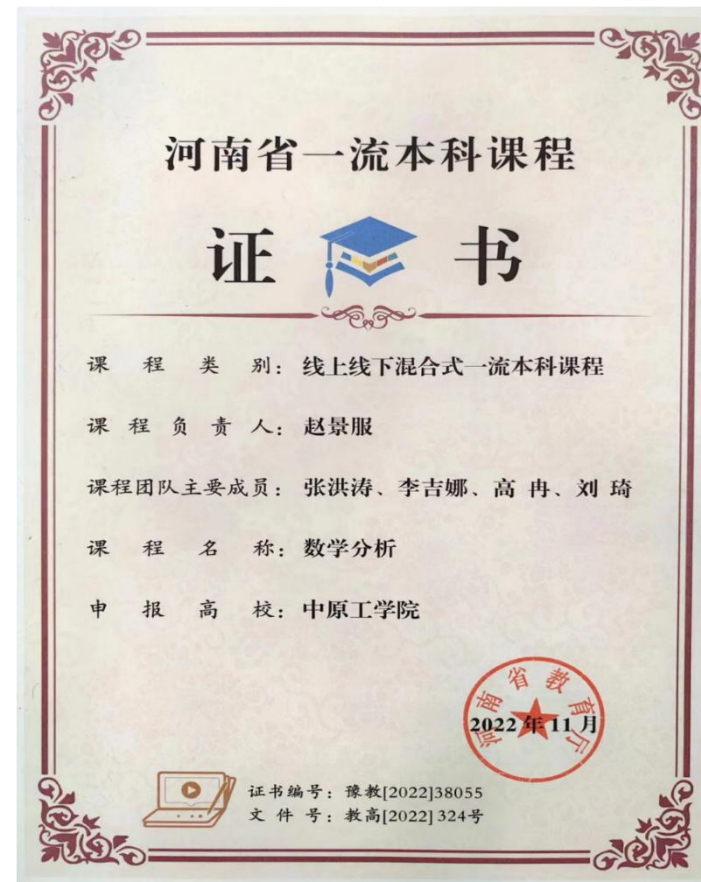 河南省一流本科课程
证书
课程类别：线上线下混合式一流本科课程
课程负责人：赵景服
课程团队主要成员：张洪涛、李吉娜、高冉、刘琦
课程名称：数学分析
申报高校：中原工学院
河南省教育厅
2022年11月
证书编号：豫教[2022]38055
文件号：教高[2022]324号